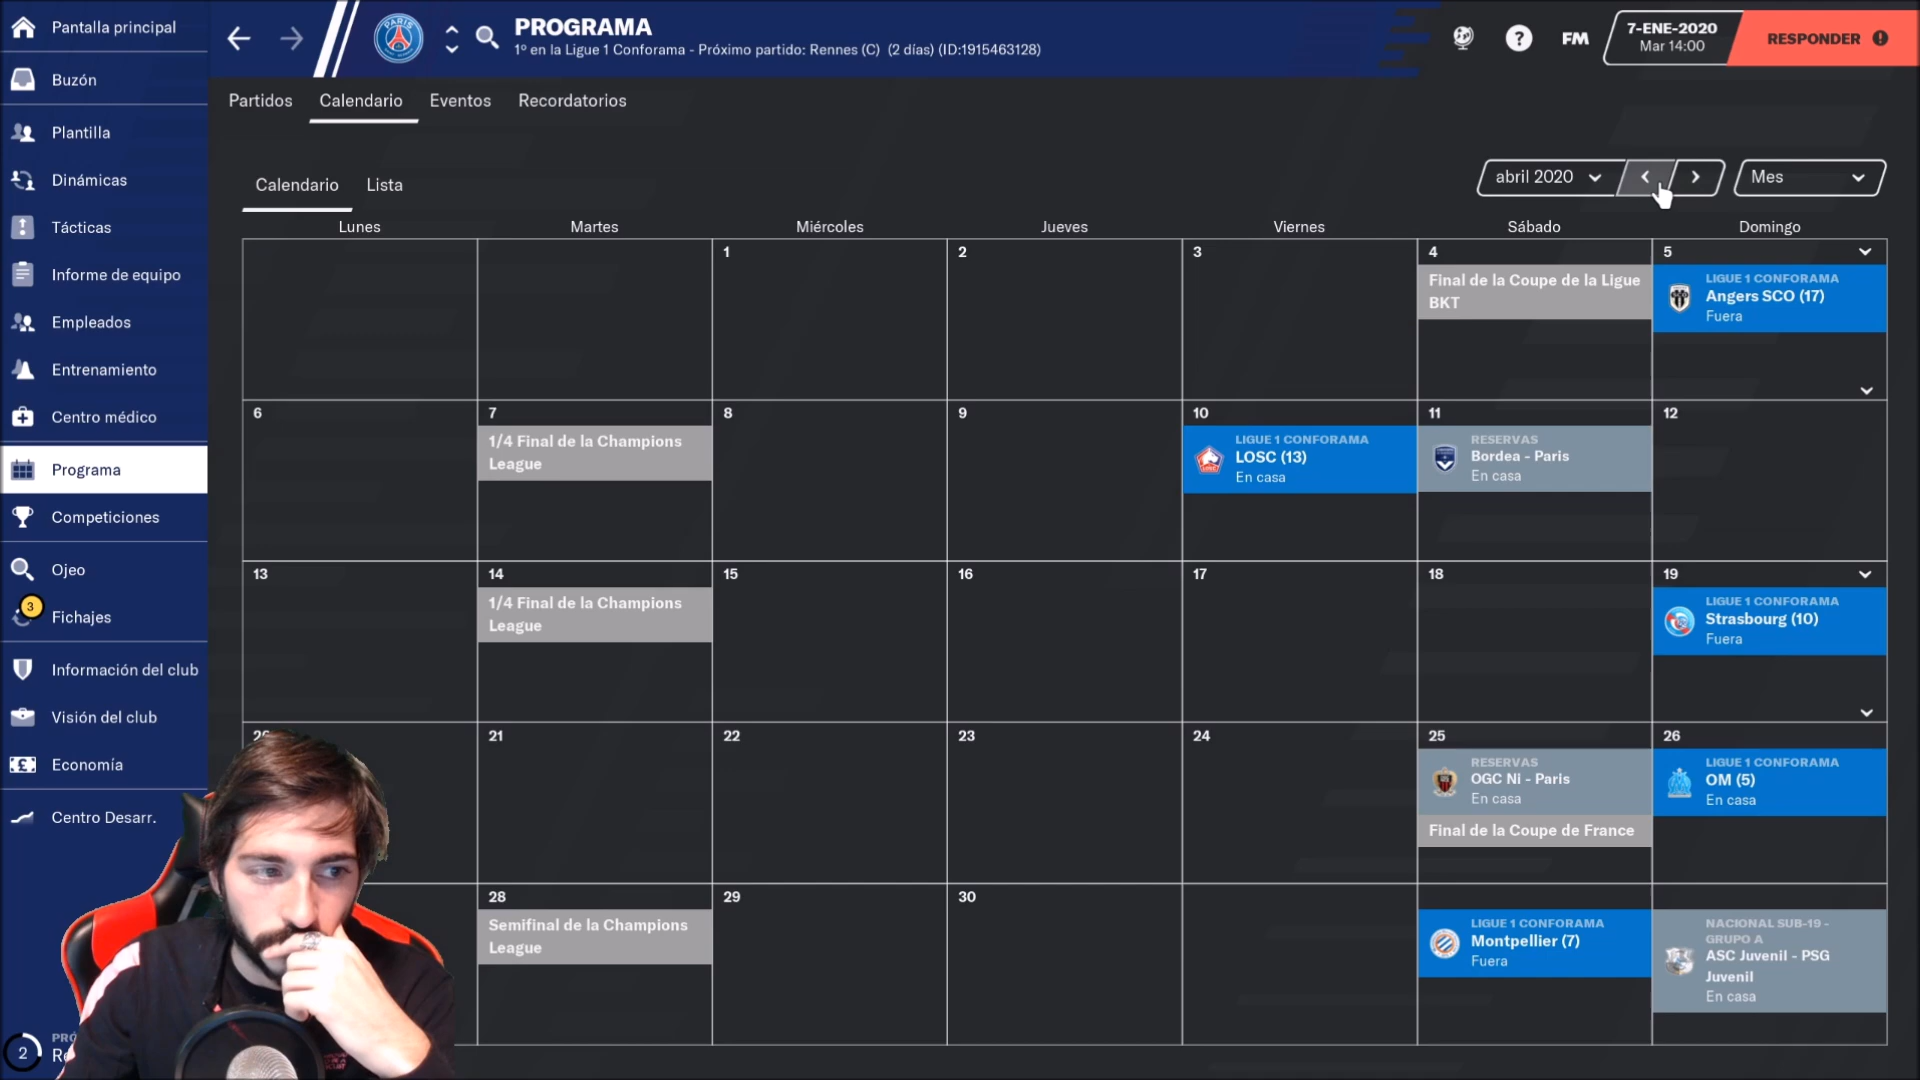 Pantalla principal
Buzón
Plantilla
Dinámicas
Tácticas
Informe de equipo
Empleados
Entrenamiento
Centro médico
Programa
Competiciones
Ojeo
3
Fichajes
Información del club
Visión del club
Economía
Centro Desarr.
2
PARIS
PROGRAMA
1º en la Ligue 1 Conforama - Próximo partido: Rennes (C) (2 días) (ID:1915463128)
?
FM
7-ENE-2020
Mar 14:00
RESPONDER
Partidos Calendario Eventos Recordatorios
Calendario Lista
abril 2020
Mes
Lunes Martes Miércoles Jueves Viernes Sábado Domingo
1 2 3 4 5
Final de la Coupe de la Ligue
BKT
LIGUE 1 CONFORAMA
Angers SCO (17)
Fuera
6 7 8 9 10 11 12
1/4 Final de la Champions
League
LIGUE 1 CONFORAMA
LOSC (13)
En casa
RESERVAS
Bordea - Paris
En casa
13 14 15 16 17 18 19
1/4 Final de la Champions
League
LIGUE 1 CONFORAMA
Strasbourg (10)
Fuera
21 22 23 24 25 26
RESERVAS
OGC Ni - Paris
En casa
Final de la Coupe de France
LIGUE 1 CONFORAMA
OM (5)
En casa
28 29 30
Semifinal de la Champions
League
LIGUE 1 CONFORAMA
Montpellier (7)
Fuera
NACIONAL SUB-19 -
GRUPO A
ASC Juvenil - PSG
Juvenil
En casa